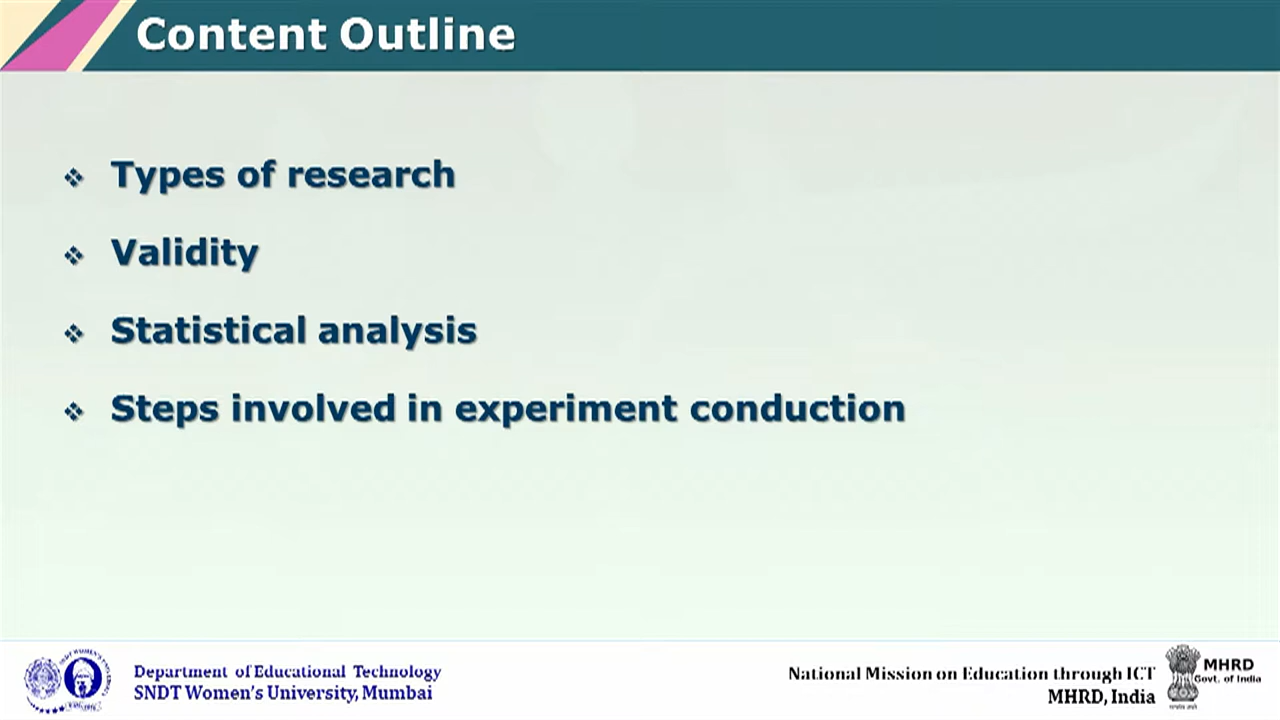 Content Outline
Types of research
Validity
Statistical analysis
Steps involved in experiment conduction
Department of Educational Technology
SNDT Women's University, Mumbai
National Mission on Education through ICT
MHRD, India
MHRD
Govt. of India